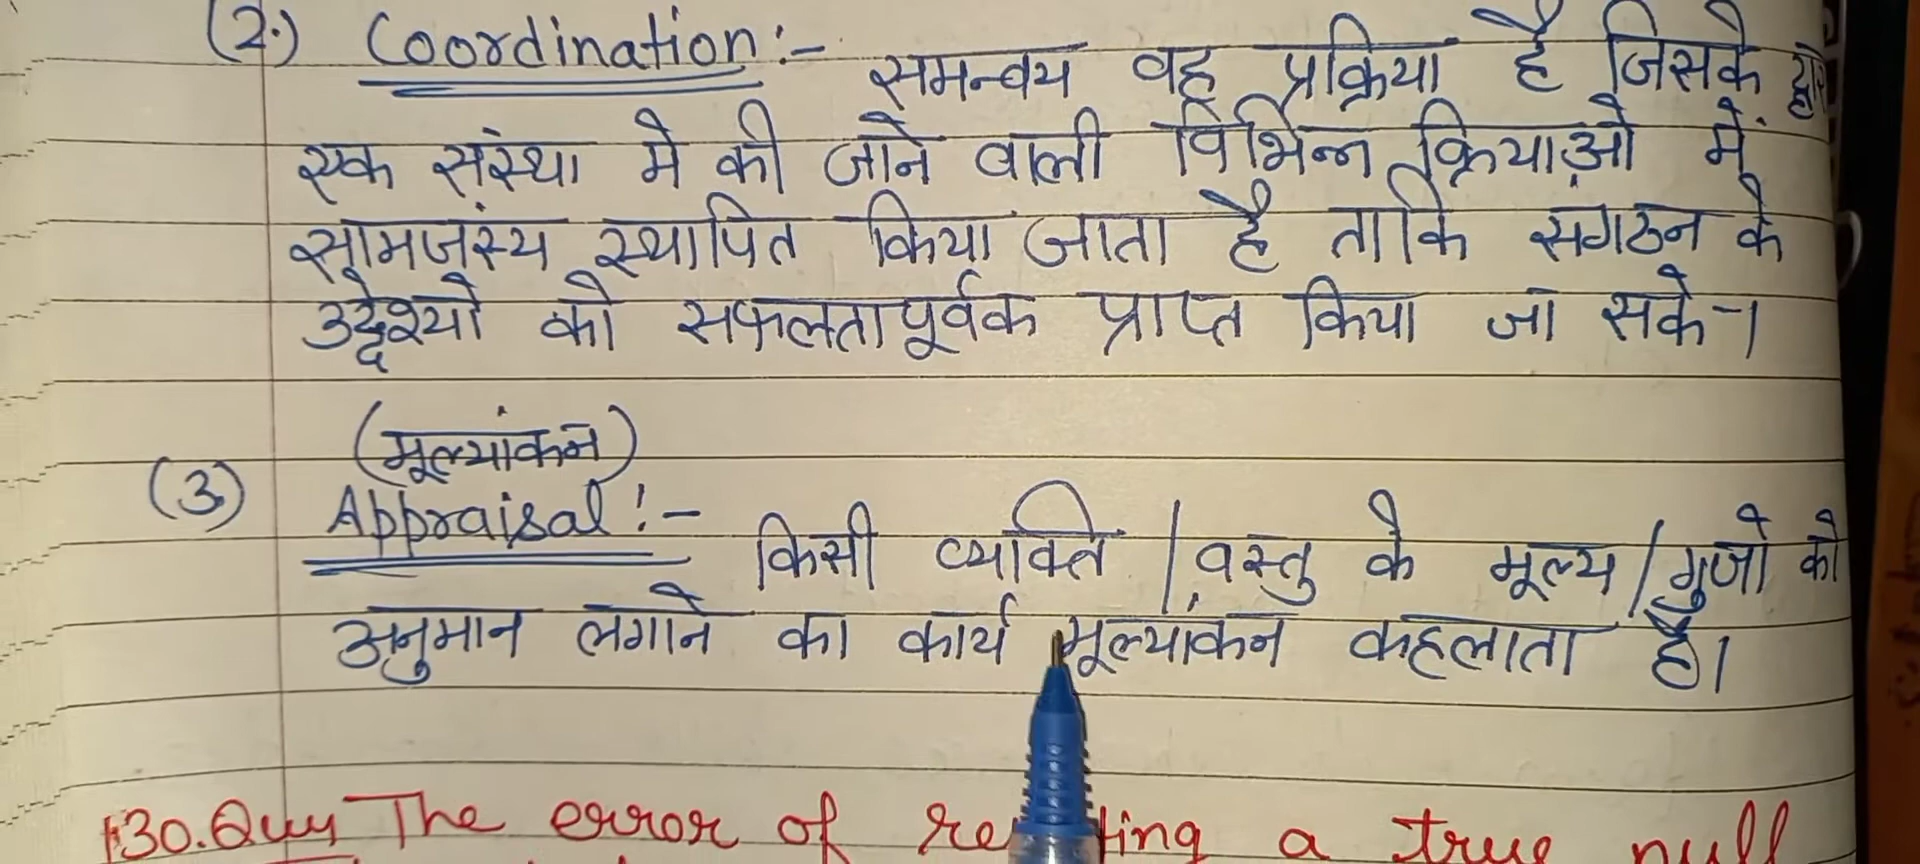 (2.) Coordination :- समन्वय वह प्रक्रिया है जिसके द्वारा
एक संस्था मे की जाने वाली विभिन्न क्रियाओ में
सामजंस्य स्थापित किया जाता है ताकि सगठन के
उद्देश्यो को सफलतापूर्वक प्राप्त किया जा सके।
(मूल्यांकन)
(3) Appraisal :- किसी व्यक्ति / वस्तु के मूल्य / गुणो को
अनुमान लगाने का कार्य मूल्यांकन कहलाता है।
130. The error of a true null